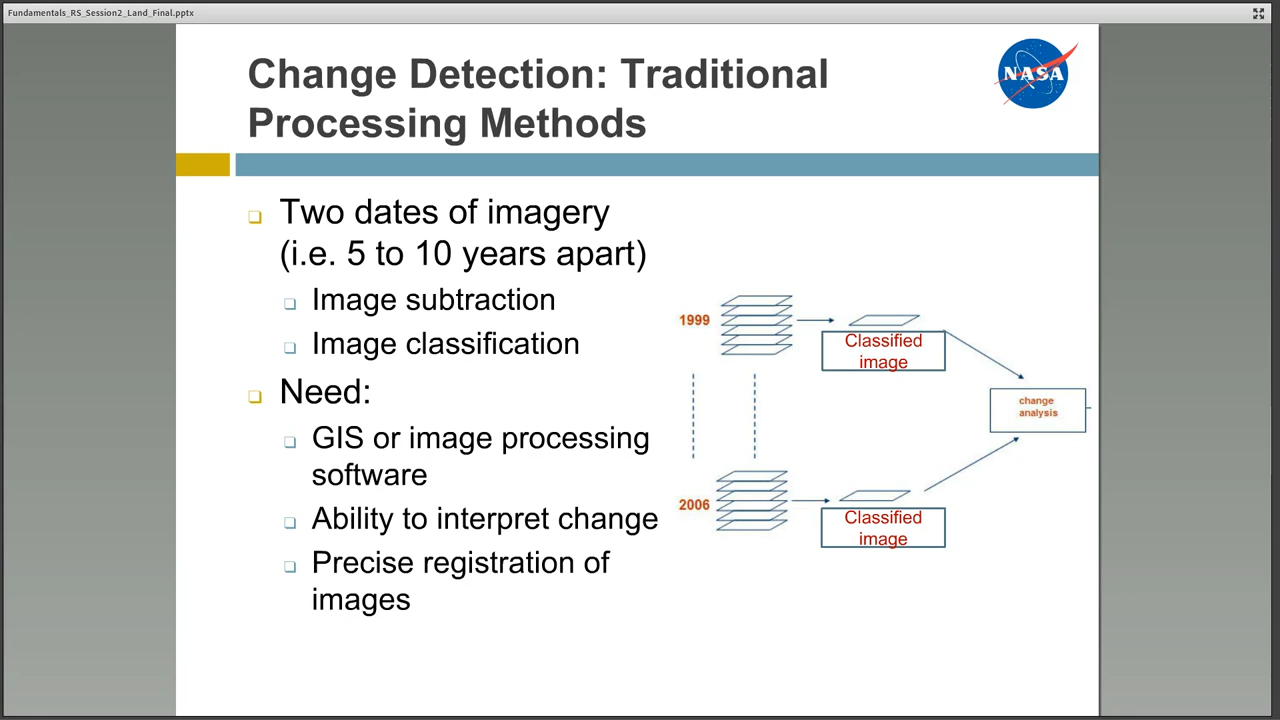 Fundamentals_RS_Session2_Land_Final.pptx
Change Detection: Traditional
Processing Methods
NASA
Two dates of imagery
(i.e. 5 to 10 years apart)
Image subtraction
Image classification
Need:
GIS or image processing
software
Ability to interpret change
Precise registration of
images
1999
Classified
image
change
analysis
2006
Classified
image